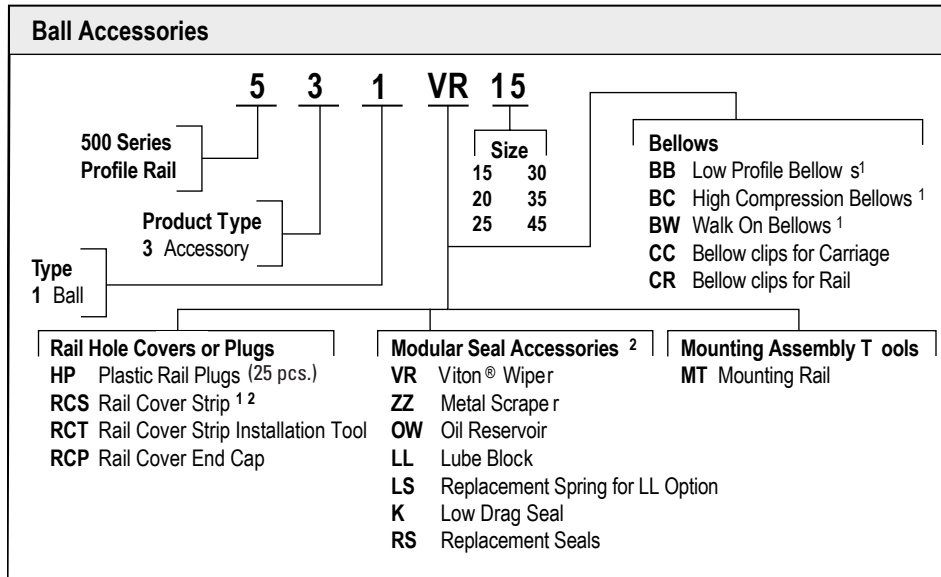 Ball Accessories
5 3 1 VR 15
500 Series
Profile Rail
Product Type
3 Accessory
Type
1 Ball
Size
15 30
20 35
25 45
Bellows
BB Low Profile Bellow s¹
BC High Compression Bellows ¹
BW Walk On Bellows ¹
CC Bellow clips for Carriage
CR Bellow clips for Rail
Rail Hole Covers or Plugs
HP Plastic Rail Plugs (25 pcs.)
RCS Rail Cover Strip ¹ ²
RCT Rail Cover Strip Installation Tool
RCP Rail Cover End Cap
Modular Seal Accessories ²
VR Viton ® Wiper
ZZ Metal Scrape r
OW Oil Reservoir
LL Lube Block
LS Replacement Spring for LL Option
K Low Drag Seal
RS Replacement Seals
Mounting Assembly T ools
MT Mounting Rail